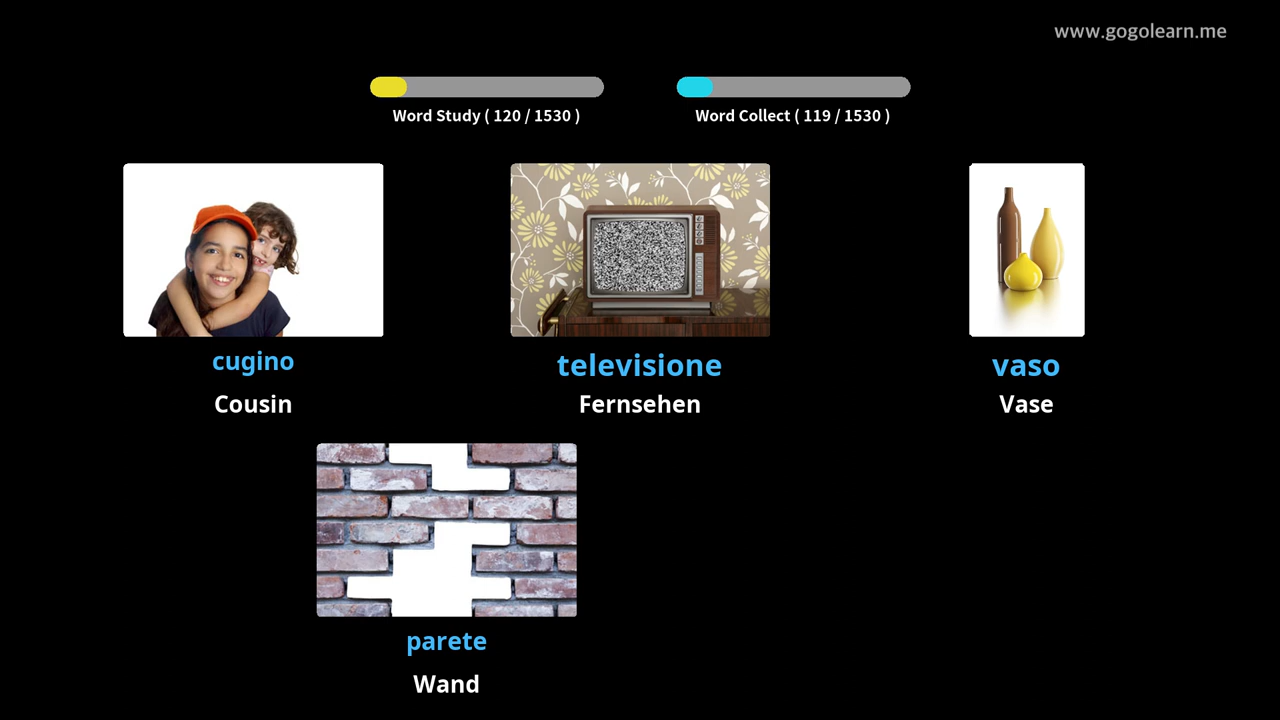 www.gogolearn.me
Word Study ( 120 / 1530 )
Word Collect ( 119 / 1530 )
cugino
Cousin
televisione
Fernsehen
vaso
Vase
parete
Wand